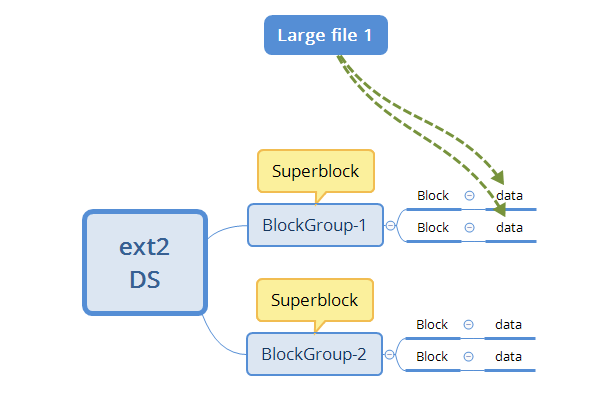 Large file 1
Superblock
Block data
BlockGroup-1
Block data
ext2
DS
Superblock
Block data
BlockGroup-2
Block data